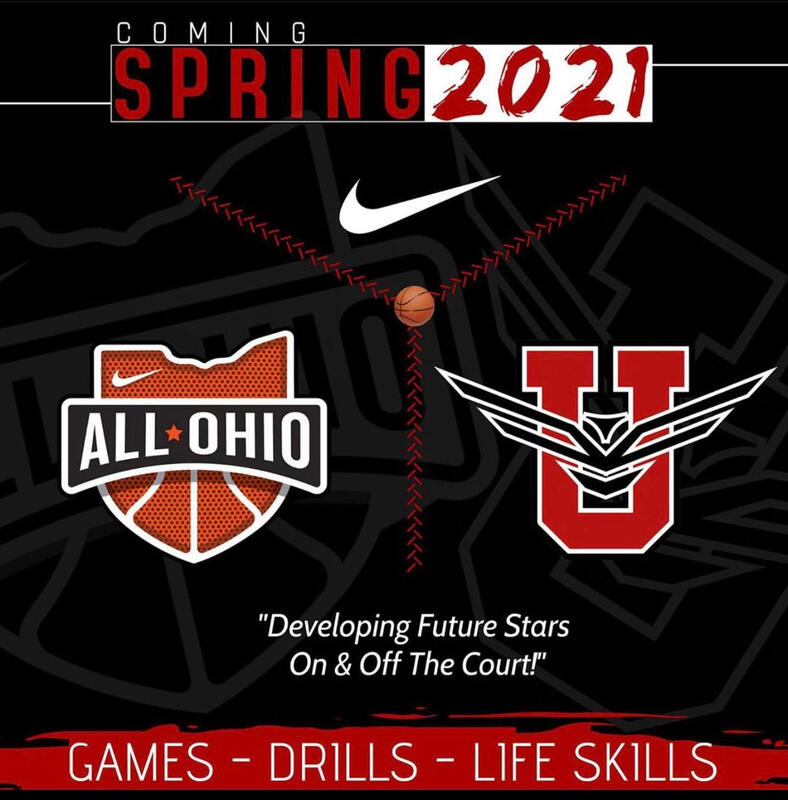 COMING
SPRING 2021
ALL★OHIO
U
"Developing Future Stars
On & Off The Court!"
GAMES - DRILLS - LIFE SKILLS